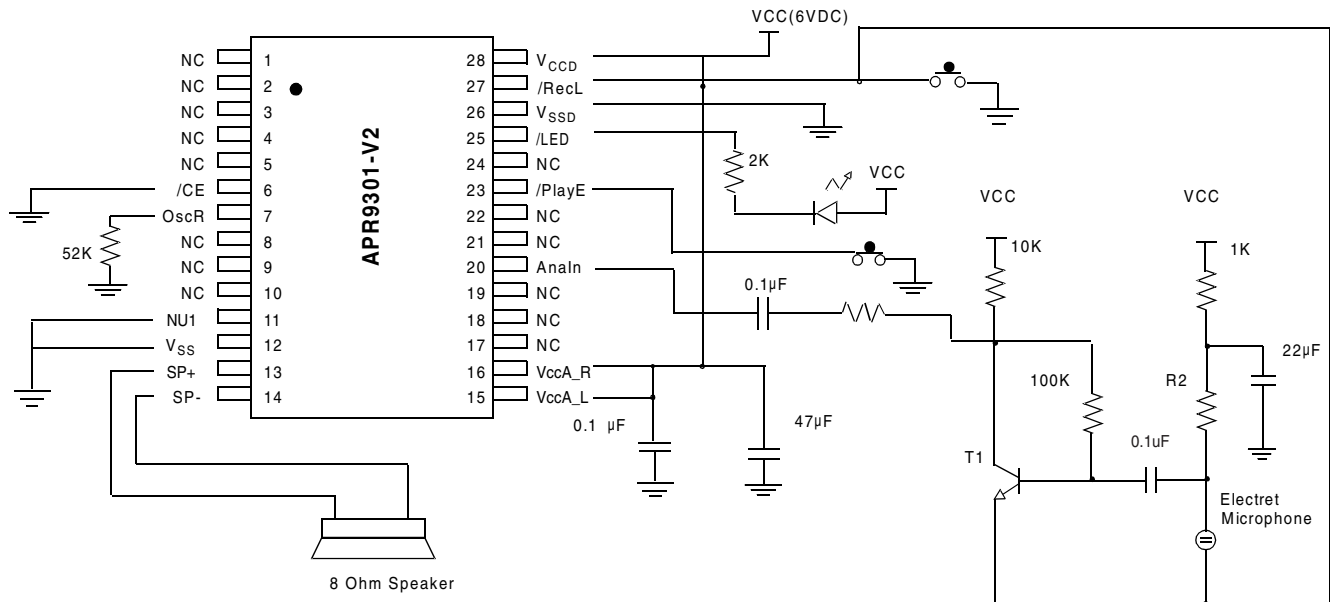 VCC(6VDC)
NC 1 28 VCCD
NC 2 27 /RecL
NC 3 26 VSSD
NC 4 25 /LED
NC 5 24 NC
/CE 6 23 /PlayE
OscR 7 22 NC
NC 8 21 NC
NC 9 20 AnaIn
NC 10 19 NC
NU1 11 18 NC
VSS 12 17 NC
SP+ 13 16 VccA_R
SP- 14 15 VccA_L
APR9301-V2
52K
2K
VCC
VCC
VCC
10K
1K
0.1µF
22µF
100K
R2
0.1 µF
47µF
0.1uF
T1
Electret
Microphone
8 Ohm Speaker